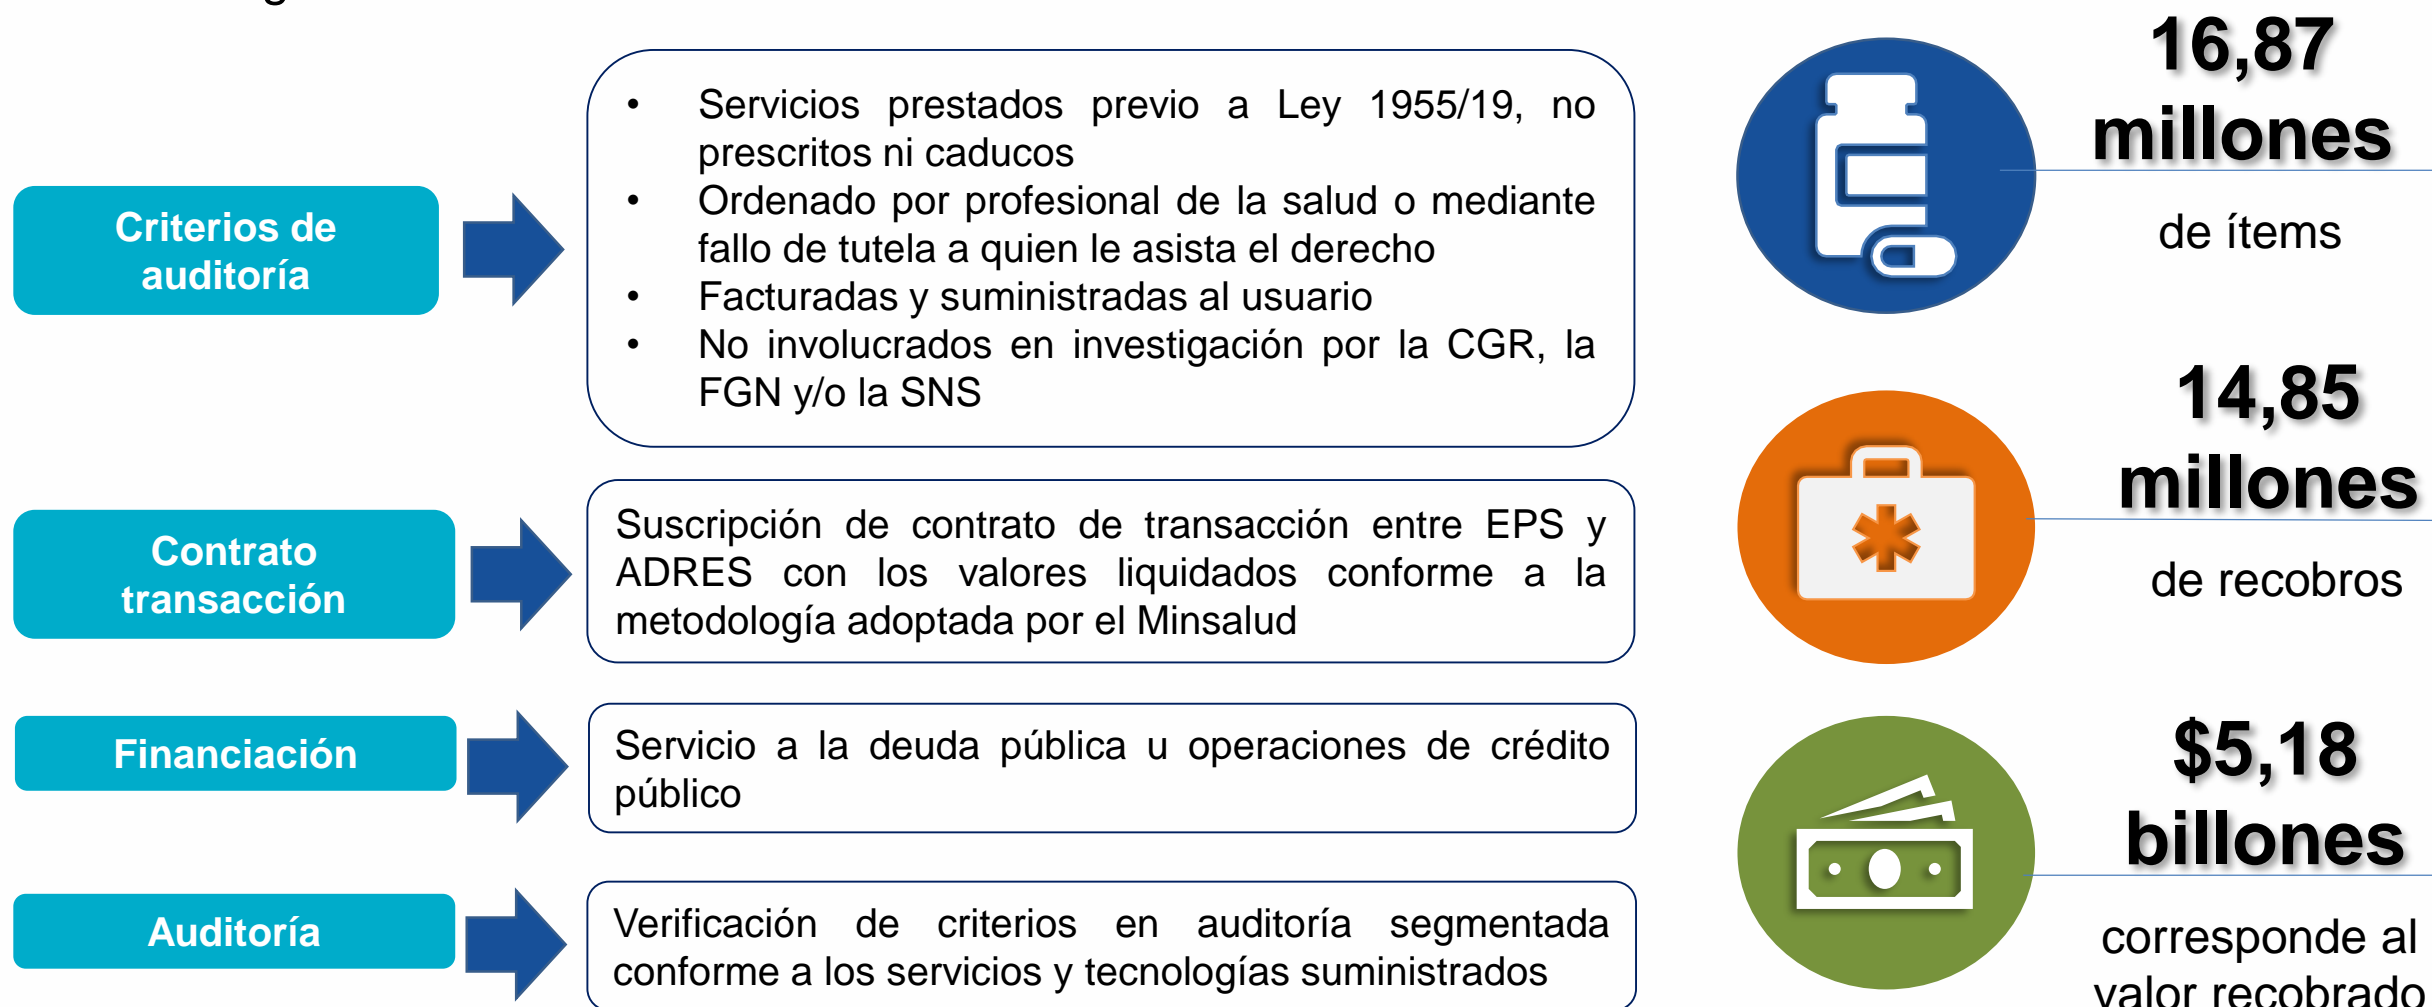 Criterios de
auditoría
• Servicios prestados previo a Ley 1955/19, no
prescritos ni caducos
• Ordenado por profesional de la salud o mediante
fallo de tutela a quien le asista el derecho
• Facturadas y suministradas al usuario
• No involucrados en investigación por la CGR, la
FGN y/o la SNS
Contrato
transacción
Suscripción de contrato de transacción entre EPS y
ADRES con los valores liquidados conforme a la
metodología adoptada por el Minsalud
Financiación
Servicio a la deuda pública u operaciones de crédito
público
Auditoría
Verificación de criterios en auditoría segmentada
conforme a los servicios y tecnologías suministrados
16,87
millones
de ítems
14,85
millones
de recobros
$5,18
billones
corresponde al
valor recobrado